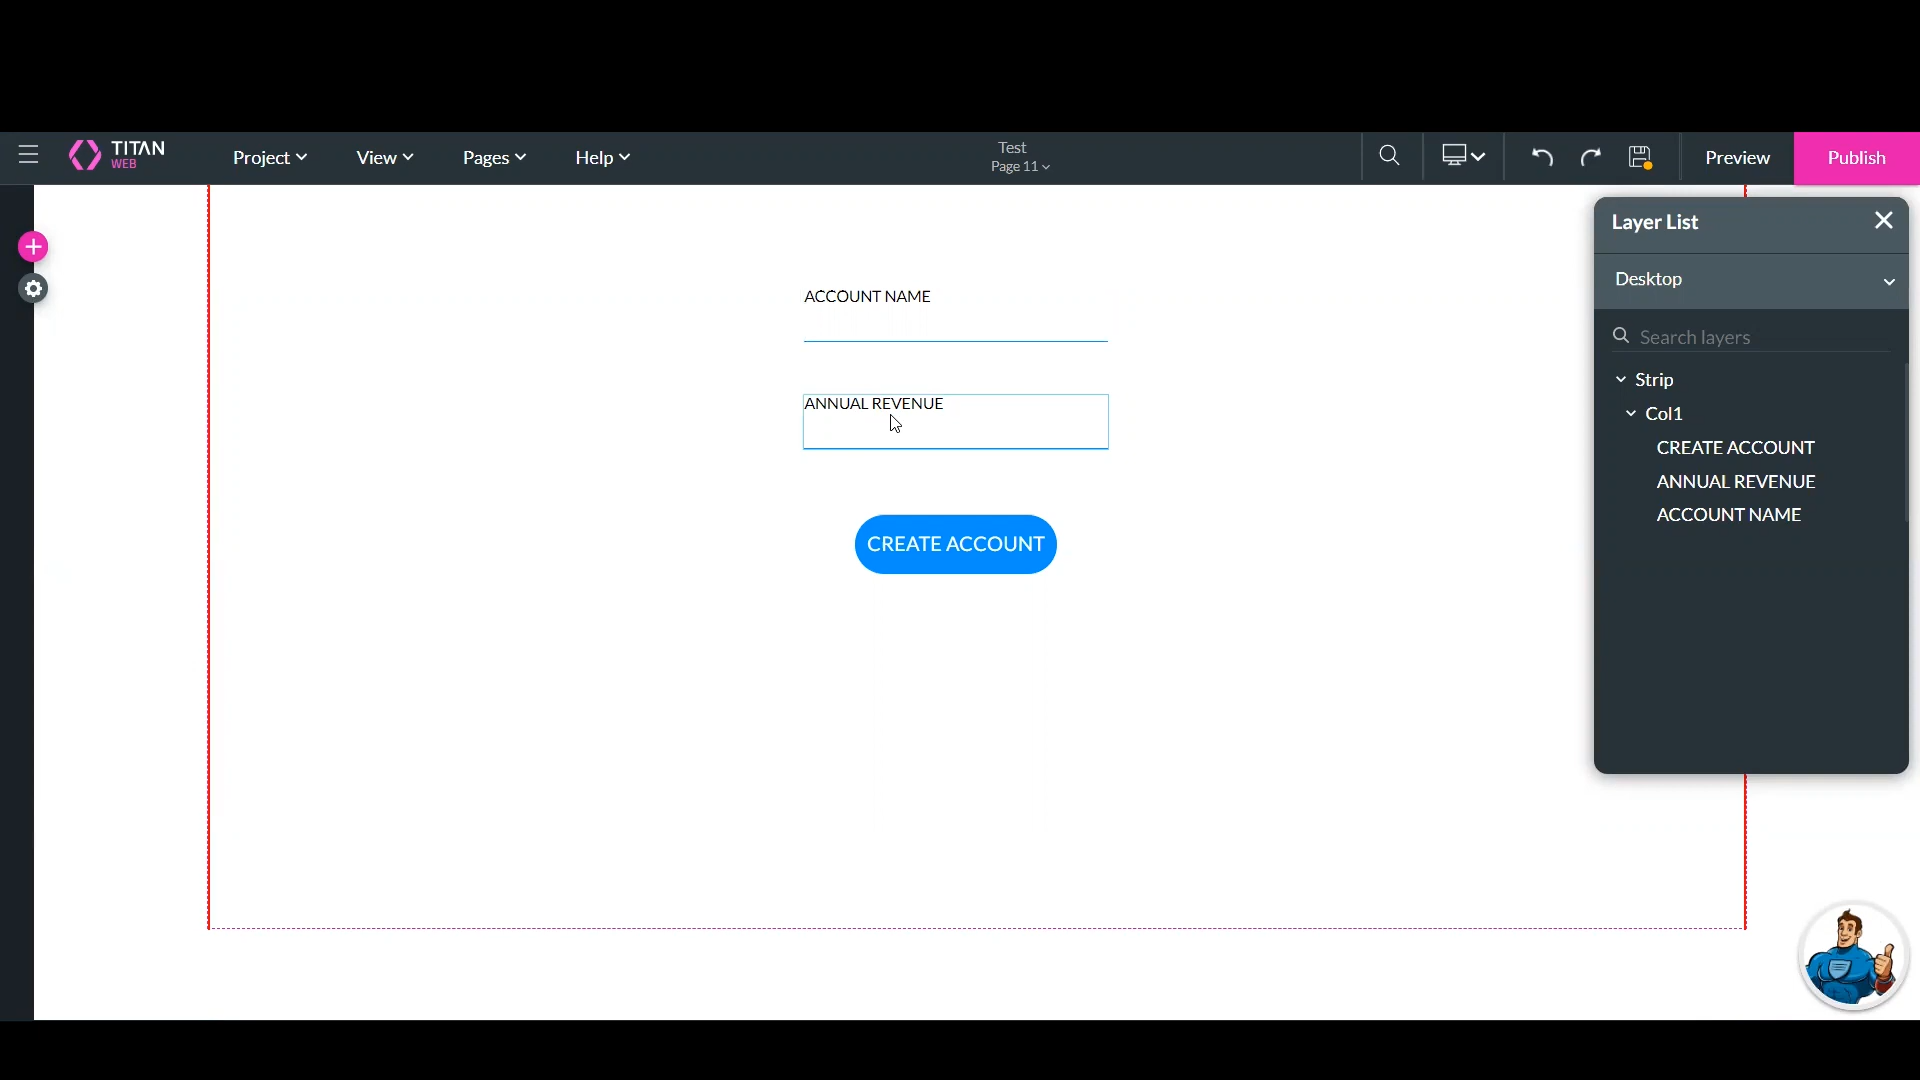 TITAN
WEB
Project
View
Pages
Help
Test
Page 11
Preview
Publish
ACCOUNT NAME
ANNUAL REVENUE
CREATE ACCOUNT
Layer List
Desktop
Search layers
Strip
Col1
CREATE ACCOUNT
ANNUAL REVENUE
ACCOUNT NAME